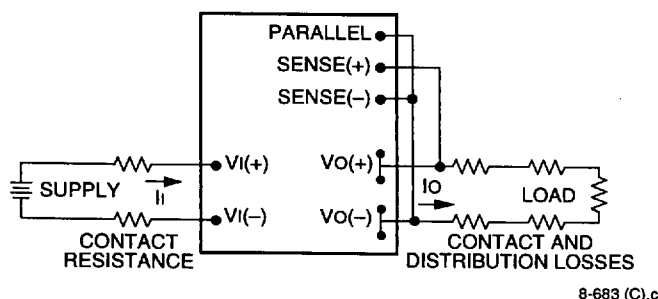 PARALLEL
SENSE(+)
SENSE(–)
VI(+)
VO(+)
SUPPLY
II
IO
LOAD
VI(–)
VO(–)
CONTACT
RESISTANCE
CONTACT AND
DISTRIBUTION LOSSES
8-683 (C).c